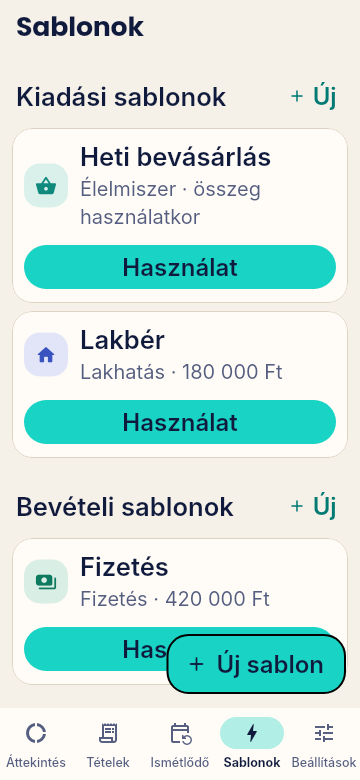 Sablonok
Kiadási sablonok
+ Új
Heti bevásárlás
Élelmiszer · összeg
használatkor
Használat
Lakbér
Lakhatás · 180 000 Ft
Használat
Bevételi sablonok
+ Új
Fizetés
Fizetés · 420 000 Ft
Has
+ Új sablon
Áttekintés
Tételek
Ismétlődő
Sablonok
Beállítások